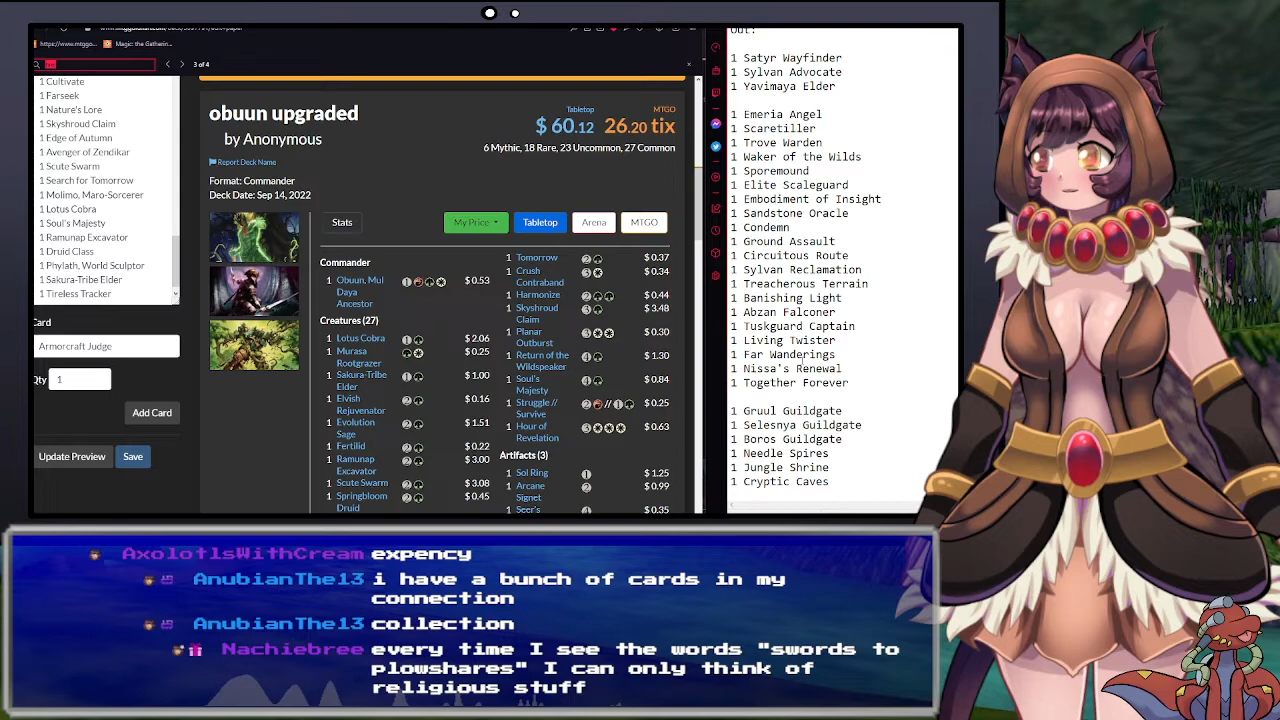 https://www.mtggo... Magic: the Gatherin...
3 of 4
1 Cultivate
1 Farseek
1 Nature's Lore
1 Skyshroud Claim
1 Edge of Autumn
1 Avenger of Zendikar
1 Scute Swarm
1 Search for Tomorrow
1 Molimo, Maro-Sorcerer
1 Lotus Cobra
1 Soul's Majesty
1 Ramunap Excavator
1 Druid Class
1 Phylath, World Sculptor
1 Sakura-Tribe Elder
1 Tireless Tracker
Card
Armorcraft Judge
Qty 1
Add Card
Update Preview Save
obuun upgraded
by Anonymous
Report Deck Name
Tabletop MTGO
$ 60.12 26.20 tix
6 Mythic, 18 Rare, 23 Uncommon, 27 Common
Format: Commander
Deck Date: Sep 14, 2022
Stats My Price Tabletop Arena MTGO
Commander
1 Obuun, Mul $0.53
Daya
Ancestor
Creatures (27)
1 Lotus Cobra $2.06
1 Murasa $0.25
Rootgrazer
1 Sakura-Tribe $1.00
Elder
1 Elvish $0.16
Rejuvenator
1 Evolution $1.51
Sage
1 Fertilid $0.22
1 Ramunap $3.00
Excavator
1 Scute Swarm $3.08
1 Springbloom $0.45
Druid
Tomorrow $0.37
1 Crush $0.34
Contraband
1 Harmonize $0.44
1 Skyshroud $3.48
Claim
1 Planar $0.30
Outburst
1 Return of the $1.30
Wildspeaker
1 Soul's $0.84
Majesty
1 Struggle // $0.25
Survive
1 Hour of $0.63
Revelation
Artifacts (3)
1 Sol Ring $1.25
1 Arcane $0.99
Signet
1 Seer's $0.35
Out:
1 Satyr Wayfinder
1 Sylvan Advocate
1 Yavimaya Elder
1 Emeria Angel
1 Scaretiller
1 Trove Warden
1 Waker of the Wilds
1 Sporemound
1 Elite Scaleguard
1 Embodiment of Insight
1 Sandstone Oracle
1 Condemn
1 Ground Assault
1 Circuitous Route
1 Sylvan Reclamation
1 Treacherous Terrain
1 Banishing Light
1 Abzan Falconer
1 Tuskguard Captain
1 Living Twister
1 Far Wanderings
1 Nissa's Renewal
1 Together Forever
1 Gruul Guildgate
1 Selesnya Guildgate
1 Boros Guildgate
1 Needle Spires
1 Jungle Shrine
1 Cryptic Caves
AxolotlsWithCream expency
AnubianThe13 i have a bunch of cards in my
connection
AnubianThe13 collection
Nachiebree every time I see the words "swords to
plowshares" I can only think of
religious stuff